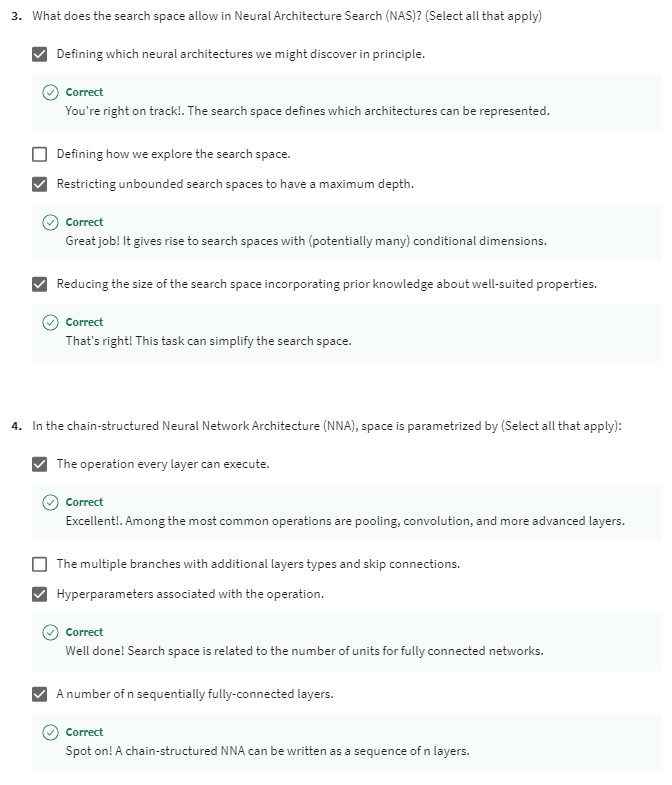 3. What does the search space allow in Neural Architecture Search (NAS)? (Select all that apply)
Defining which neural architectures we might discover in principle.
Correct
You're right on track!. The search space defines which architectures can be represented.
Defining how we explore the search space.
Restricting unbounded search spaces to have a maximum depth.
Correct
Great job! It gives rise to search spaces with (potentially many) conditional dimensions.
Reducing the size of the search space incorporating prior knowledge about well-suited properties.
Correct
That's right! This task can simplify the search space.
4. In the chain-structured Neural Network Architecture (NNA), space is parametrized by (Select all that apply):
The operation every layer can execute.
Correct
Excellent!. Among the most common operations are pooling, convolution, and more advanced layers.
The multiple branches with additional layers types and skip connections.
Hyperparameters associated with the operation.
Correct
Well done! Search space is related to the number of units for fully connected networks.
A number of n sequentially fully-connected layers.
Correct
Spot on! A chain-structured NNA can be written as a sequence of n layers.